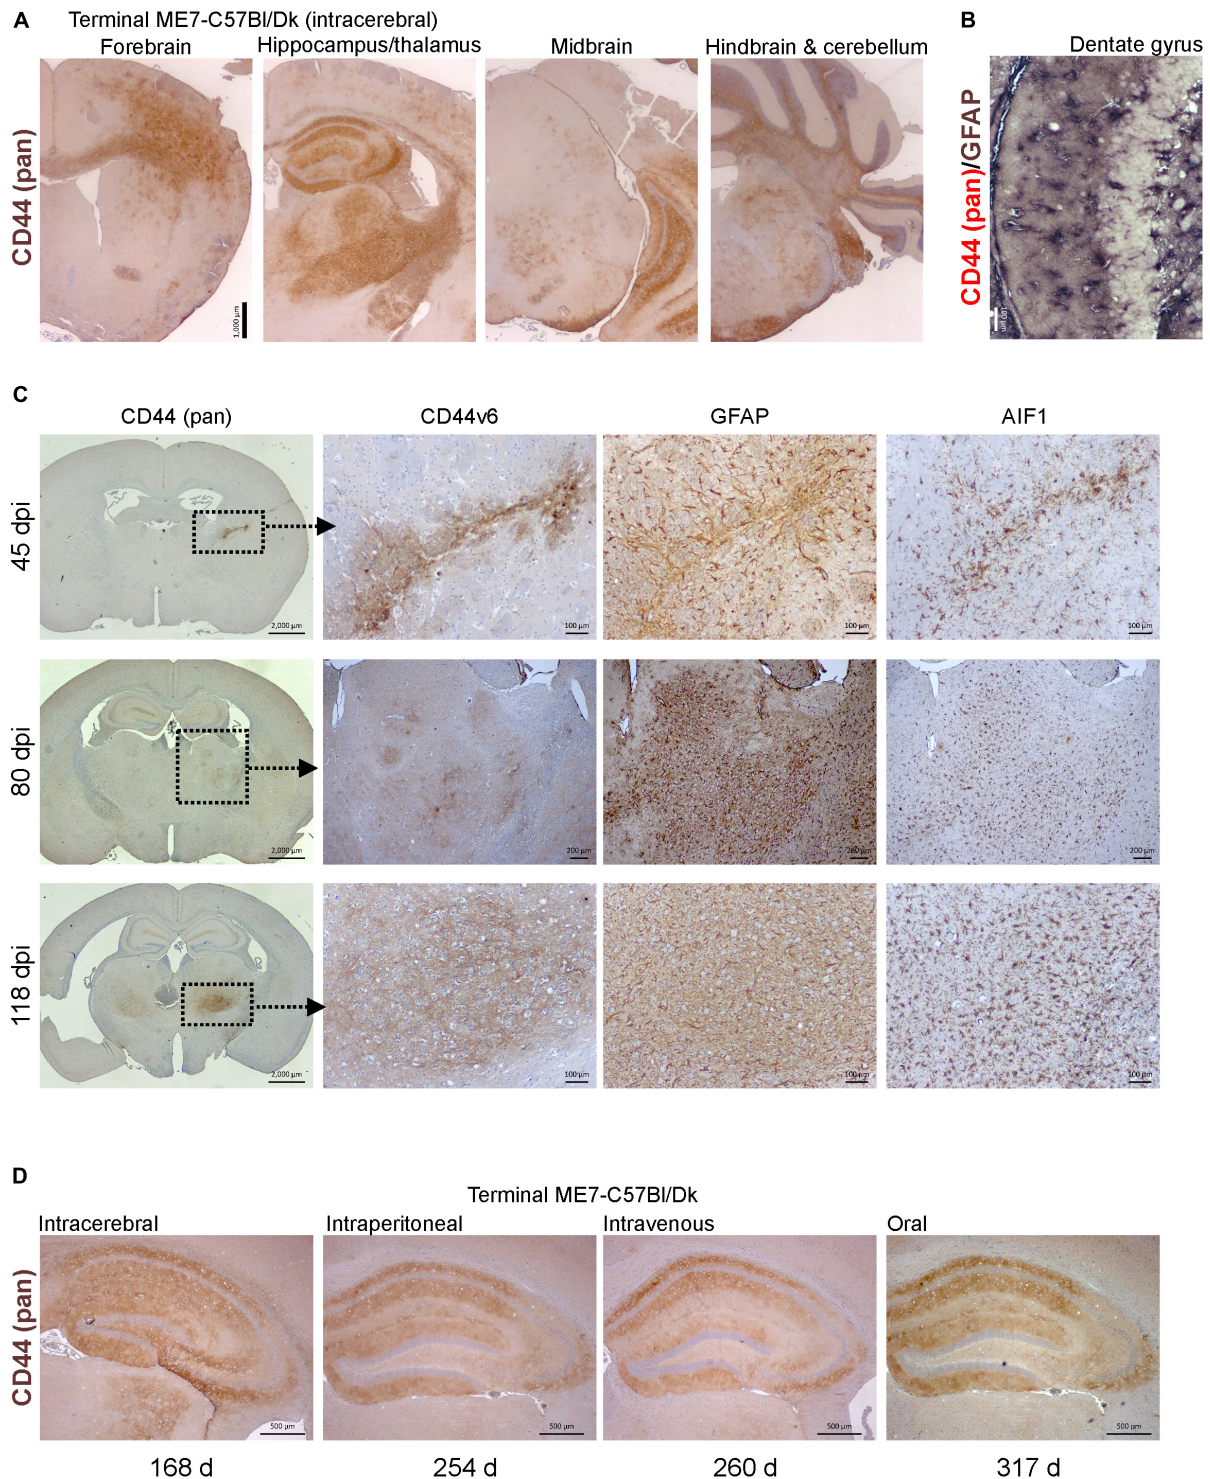 A
Terminal ME7-C57Bl/Dk (intracerebral)
Forebrain
Hippocampus/thalamus
Midbrain
Hindbrain & cerebellum
CD44 (pan)
1,000 µm
B
Dentate gyrus
CD44 (pan)/GFAP
100 µm
C
CD44 (pan)
CD44v6
GFAP
AIF1
45 dpi
2,000 µm
100 µm
100 µm
100 µm
80 dpi
2,000 µm
200 µm
200 µm
200 µm
118 dpi
2,000 µm
100 µm
100 µm
100 µm
D
Terminal ME7-C57Bl/Dk
Intracerebral
Intraperitoneal
Intravenous
Oral
CD44 (pan)
500 µm
500 µm
500 µm
500 µm
168 d
254 d
260 d
317 d